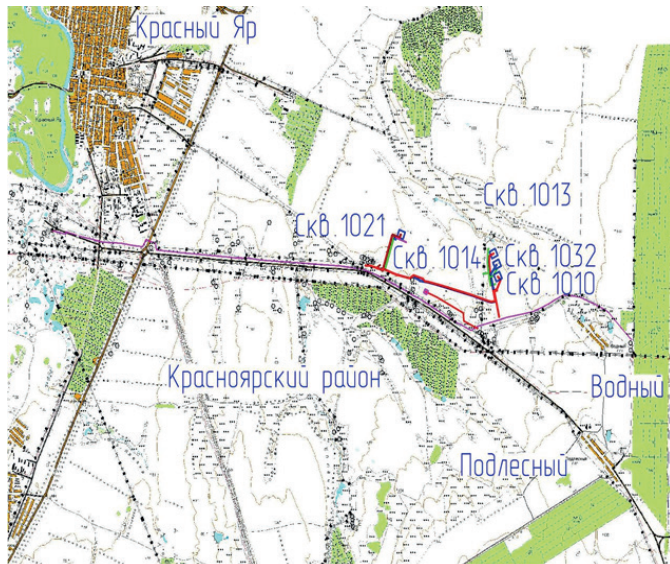 Красный Яр
Скв.1013
Скв.1021
Скв.1014
Скв.1032
Скв.1010
Красноярский район
Водный
Подлесный